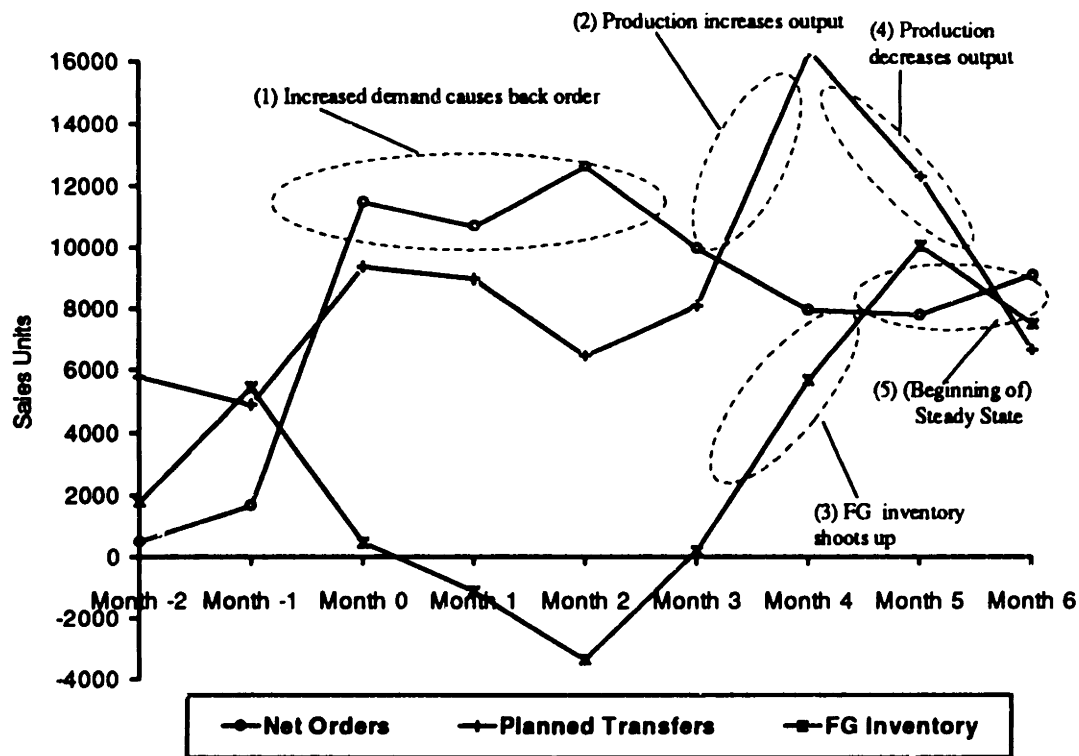 (2) Production increases output
(4) Production
decreases output
(1) Increased demand causes back order
16000
14000
12000
10000
8000
6000
4000
2000
0
-2000
-4000
Sales Units
(5) (Beginning of)
Steady State
(3) FG inventory
shoots up
Month -2 Month -1 Month 0 Month 1 Month 2 Month 3 Month 4 Month 5 Month 6
Net Orders Planned Transfers FG Inventory